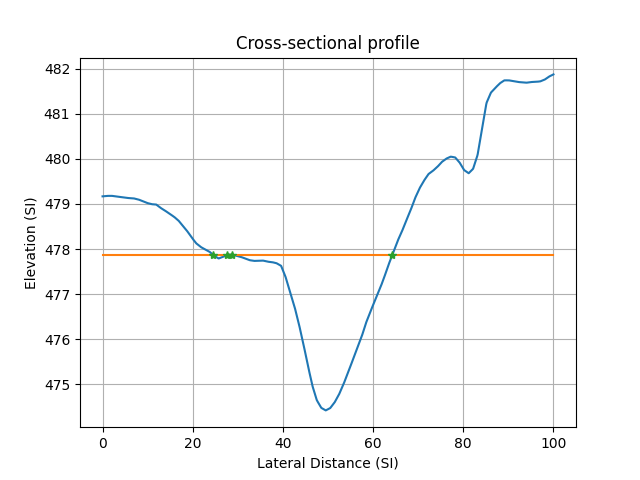 Cross-sectional profile
482
481
480
479
478
477
476
475
Elevation (SI)
0 20 40 60 80 100
Lateral Distance (SI)